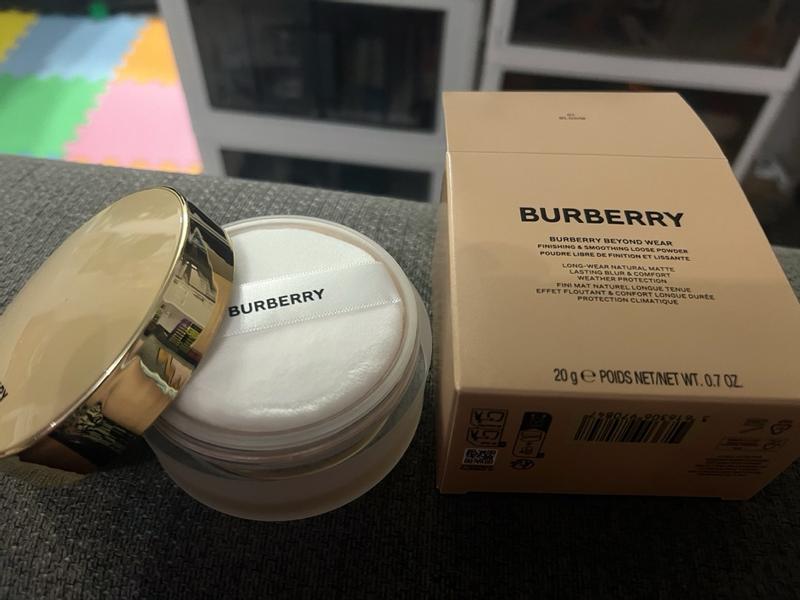 01
BURBERRY
BURBERRY BEYOND WEAR
FINISHING & SMOOTHING LOOSE POWDER
POUDRE LIBRE DE FINITION ET LISSANTE
LONG-WEAR NATURAL MATTE
LASTING BLUR & COMFORT
WEATHER PROTECTION
FINI MAT NATUREL LONGUE TENUE
EFFET FLOUTANT & CONFORT LONGUE DURÉE
PROTECTION CLIMATIQUE
20 g ℮ POIDS NET/NET WT. 0.7 OZ.
BURBERRY